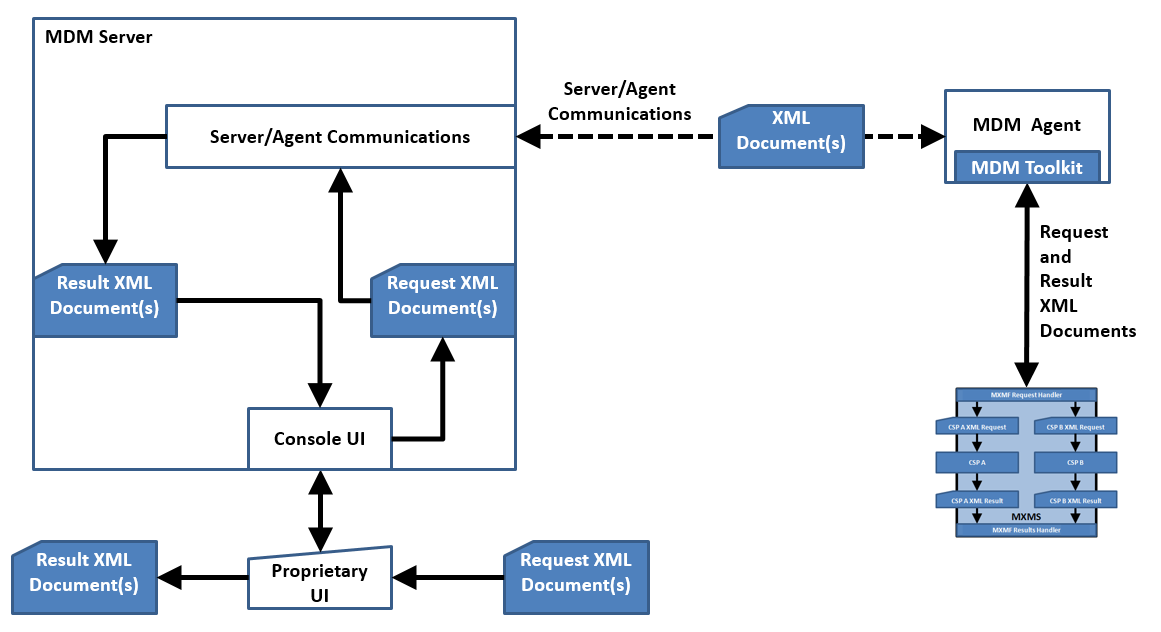 MDM Server
Server/Agent Communications
Result XML
Document(s)
Request XML
Document(s)
Console UI
Result XML
Document(s)
Proprietary
UI
Request XML
Document(s)
Server/Agent
Communications
XML
Document(s)
MDM Agent
MDM Toolkit
Request
and
Result
XML
Documents
MXMF Request Handler
CSP A XML Request
CSP B XML Request
CSP A
CSP B
CSP A XML Result
CSP B XML Result
MXMS
MXMF Results Handler